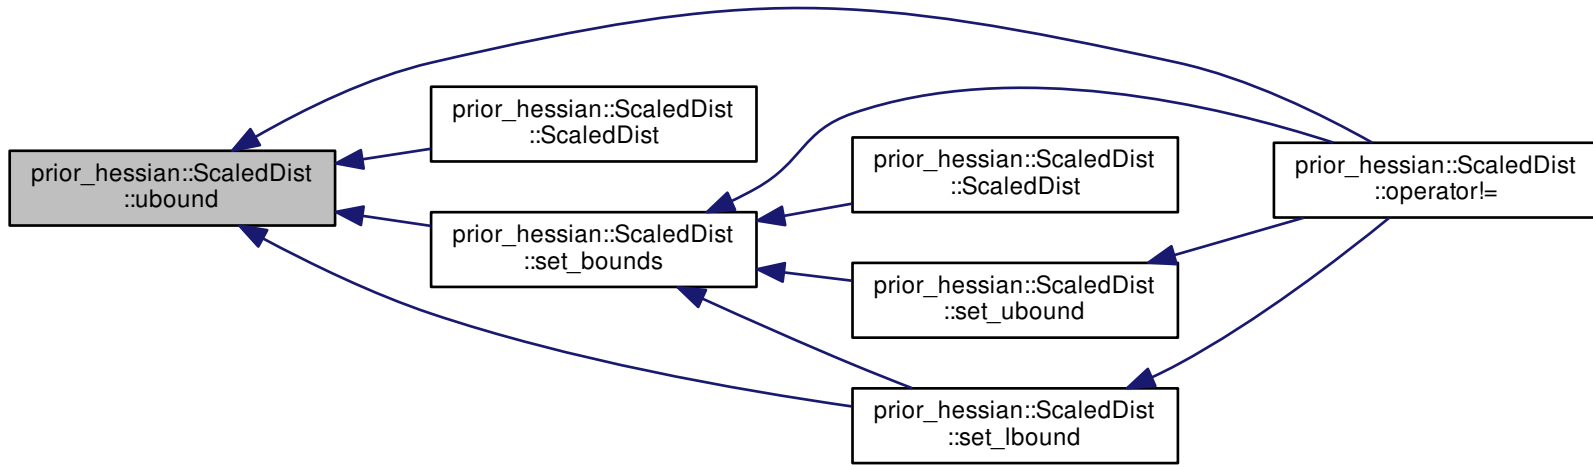 prior_hessian::ScaledDist
::ubound
prior_hessian::ScaledDist
::ScaledDist
prior_hessian::ScaledDist
::set_bounds
prior_hessian::ScaledDist
::ScaledDist
prior_hessian::ScaledDist
::set_ubound
prior_hessian::ScaledDist
::set_lbound
prior_hessian::ScaledDist
::operator!=